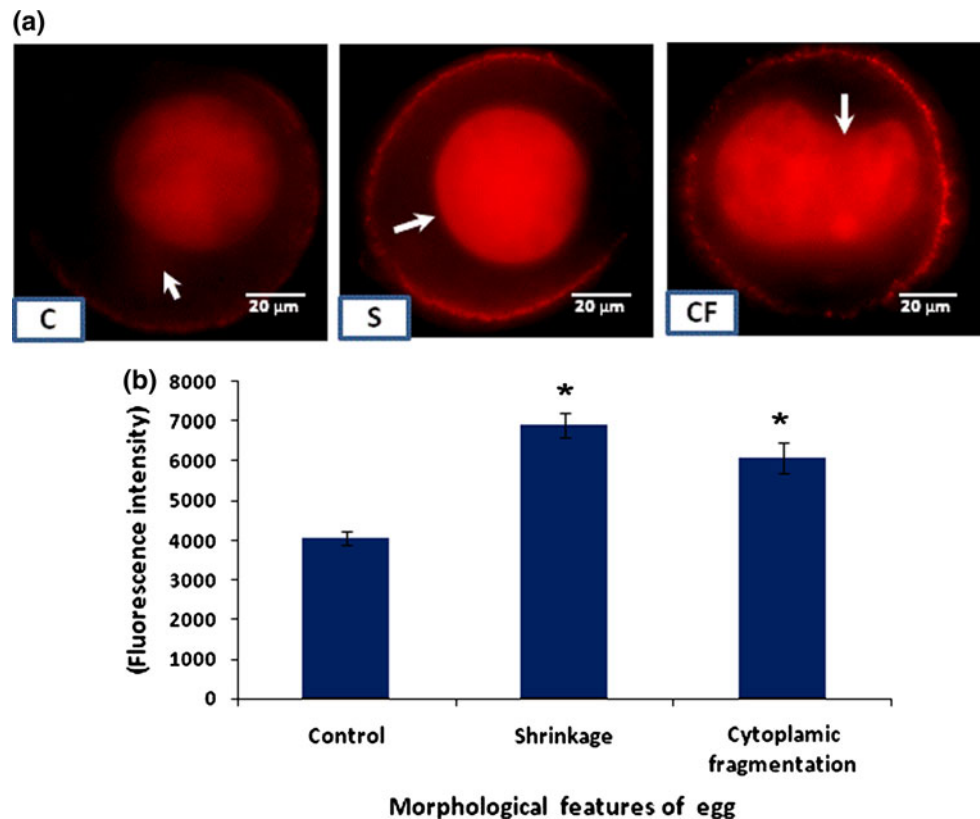 (a)
20 μm
20 μm
20 μm
C
S
CF
(b)
(Fluorescence intensity)
8000
7000
6000
5000
4000
3000
2000
1000
0
*
*
Control
Shrinkage
Cytoplamic
fragmentation
Morphological features of egg